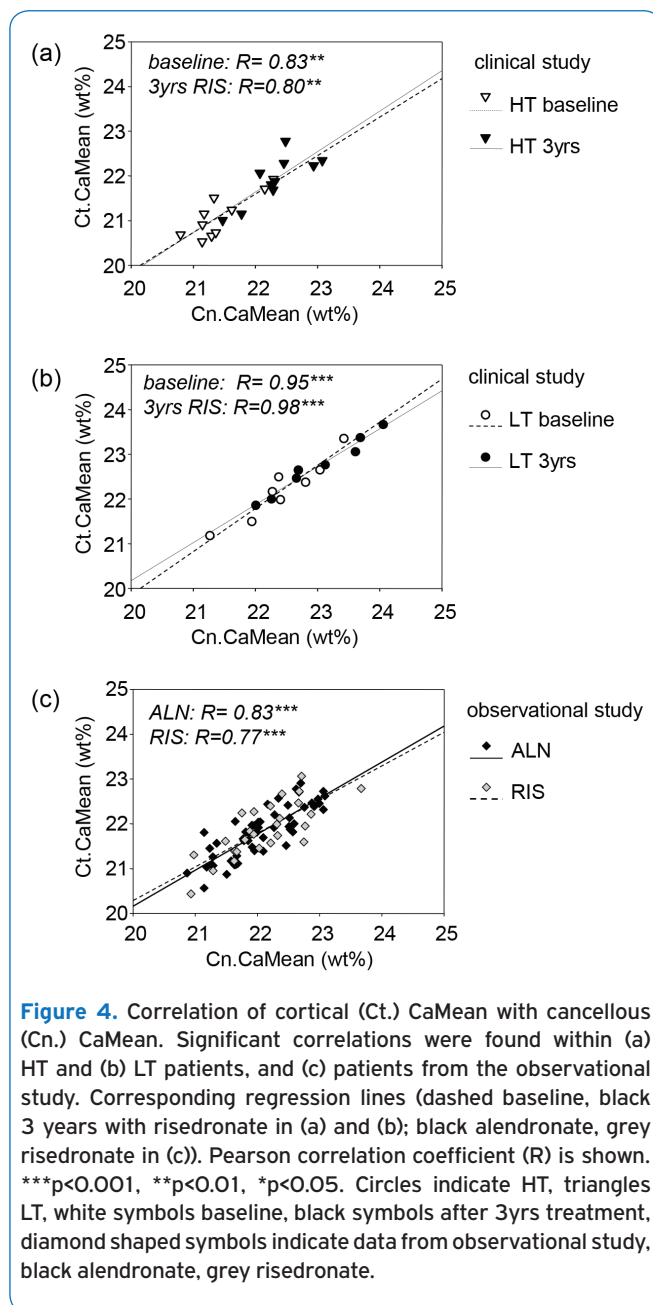 (a)
baseline: R= 0.83**
3yrs RIS: R=0.80**
25
24
23
22
21
20
Ct.CaMean (wt%)
20 21 22 23 24 25
Cn.CaMean (wt%)
clinical study
HT baseline
HT 3yrs
(b)
baseline: R= 0.95***
3yrs RIS: R=0.98***
25
24
23
22
21
20
Ct.CaMean (wt%)
20 21 22 23 24 25
Cn.CaMean (wt%)
clinical study
LT baseline
LT 3yrs
(c)
ALN: R= 0.83***
RIS: R=0.77***
25
24
23
22
21
20
Ct.CaMean (wt%)
20 21 22 23 24 25
Cn.CaMean (wt%)
observational study
ALN
RIS
Figure 4. Correlation of cortical (Ct.) CaMean with cancellous
(Cn.) CaMean. Significant correlations were found within (a)
HT and (b) LT patients, and (c) patients from the observational
study. Corresponding regression lines (dashed baseline, black
3 years with risedronate in (a) and (b); black alendronate, grey
risedronate in (c)). Pearson correlation coefficient (R) is shown.
***p<0.001, **p<0.01, *p<0.05. Circles indicate HT, triangles
LT, white symbols baseline, black symbols after 3yrs treatment,
diamond shaped symbols indicate data from observational study,
black alendronate, grey risedronate.